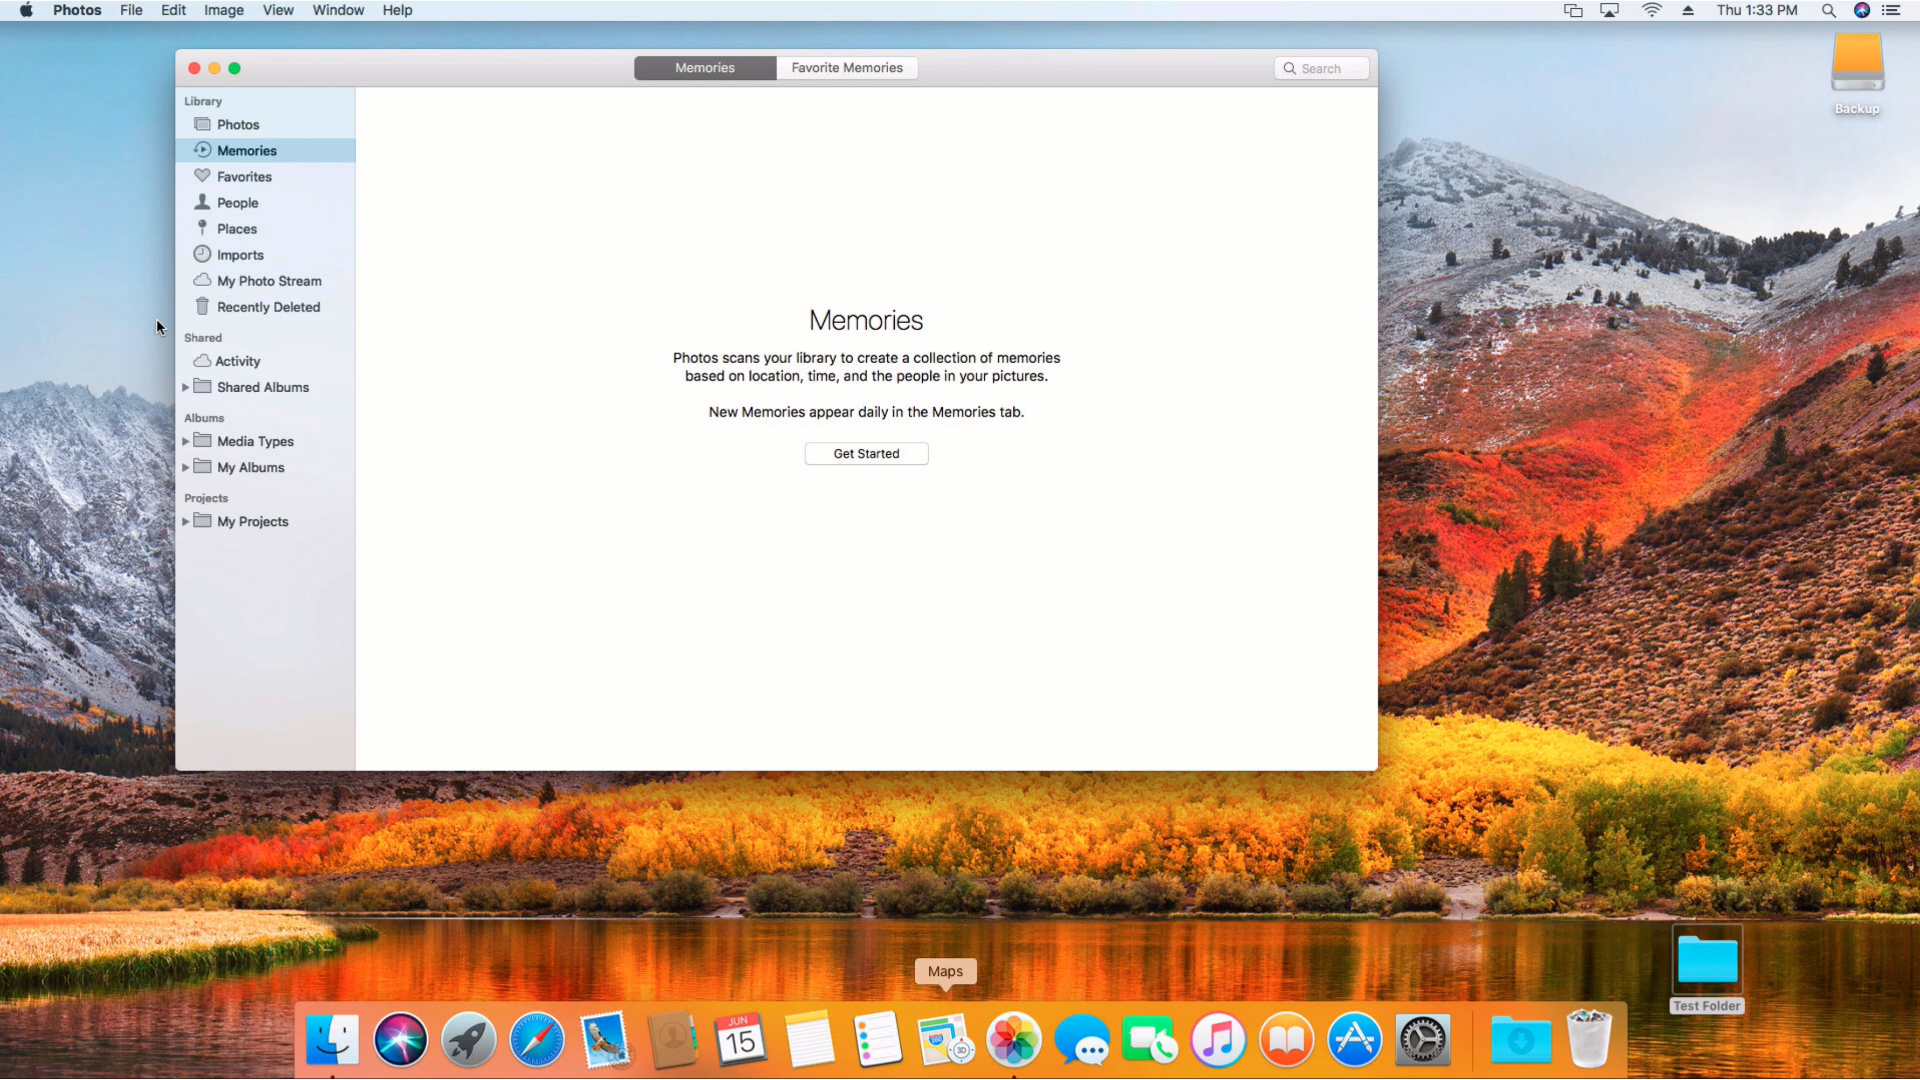 Photos File Edit Image View Window Help
Thu 1:33 PM
Memories
Favorite Memories
Search
Backup
Library
Photos
Memories
Favorites
People
Places
Imports
My Photo Stream
Recently Deleted
Shared
Activity
Shared Albums
Albums
Media Types
My Albums
Projects
My Projects
Memories
Photos scans your library to create a collection of memories
based on location, time, and the people in your pictures.
New Memories appear daily in the Memories tab.
Get Started
Maps
Test Folder
JUN
15
280
3D